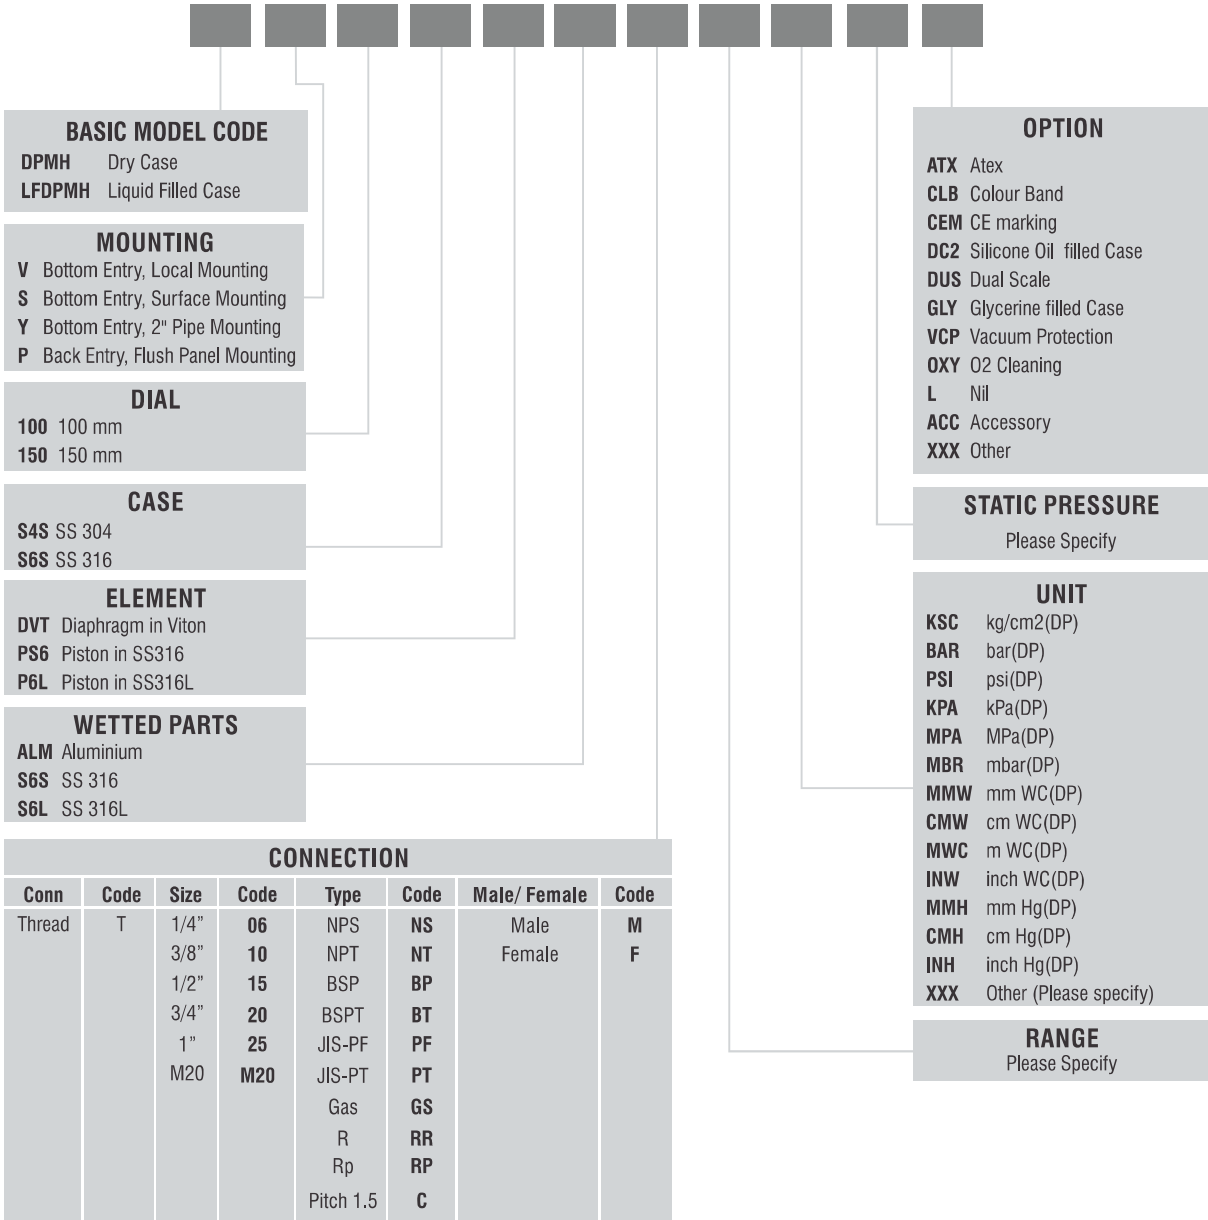 BASIC MODEL CODE
DPMH Dry Case
LFDPMH Liquid Filled Case
MOUNTING
V Bottom Entry, Local Mounting
S Bottom Entry, Surface Mounting
Y Bottom Entry, 2" Pipe Mounting
P Back Entry, Flush Panel Mounting
DIAL
100 100 mm
150 150 mm
CASE
S4S SS 304
S6S SS 316
ELEMENT
DVT Diaphragm in Viton
PS6 Piston in SS316
P6L Piston in SS316L
WETTED PARTS
ALM Aluminium
S6S SS 316
S6L SS 316L
CONNECTION
Conn Code Size Code Type Code Male/ Female Code
Thread T 1/4” 06 NPS NS Male M
3/8” 10 NPT NT Female F
1/2” 15 BSP BP
3/4” 20 BSPT BT
1” 25 JIS-PF PF
M20 M20 JIS-PT PT
Gas GS
R RR
Rp RP
Pitch 1.5 C
OPTION
ATX Atex
CLB Colour Band
CEM CE marking
DC2 Silicone Oil filled Case
DUS Dual Scale
GLY Glycerine filled Case
VCP Vacuum Protection
OXY O2 Cleaning
L Nil
ACC Accessory
XXX Other
STATIC PRESSURE
Please Specify
UNIT
KSC kg/cm2(DP)
BAR bar(DP)
PSI psi(DP)
KPA kPa(DP)
MPA MPa(DP)
MBR mbar(DP)
MMW mm WC(DP)
CMW cm WC(DP)
MWC m WC(DP)
INW inch WC(DP)
MMH mm Hg(DP)
CMH cm Hg(DP)
INH inch Hg(DP)
XXX Other (Please specify)
RANGE
Please Specify